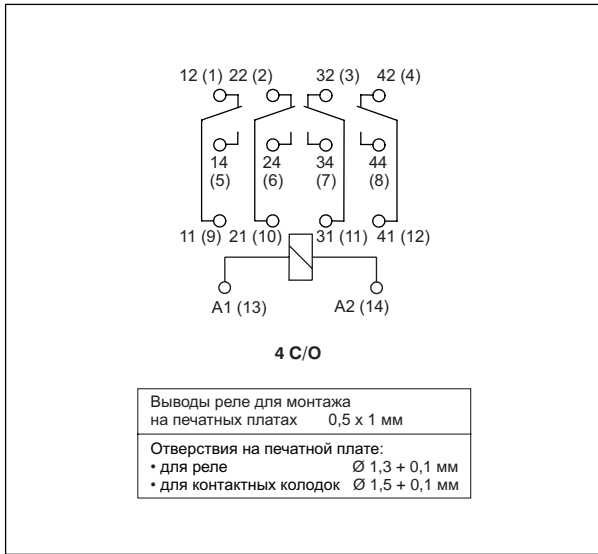 12 (1) 22 (2) 32 (3) 42 (4)
14 24 34 44
(5) (6) (7) (8)
11 (9) 21 (10) 31 (11) 41 (12)
A1 (13) A2 (14)
4 C/O
Выводы реле для монтажа
на печатных платах 0,5 x 1 мм
Отверстия на печатной плате:
• для реле Ø 1,3 + 0,1 мм
• для контактных колодок Ø 1,5 + 0,1 мм